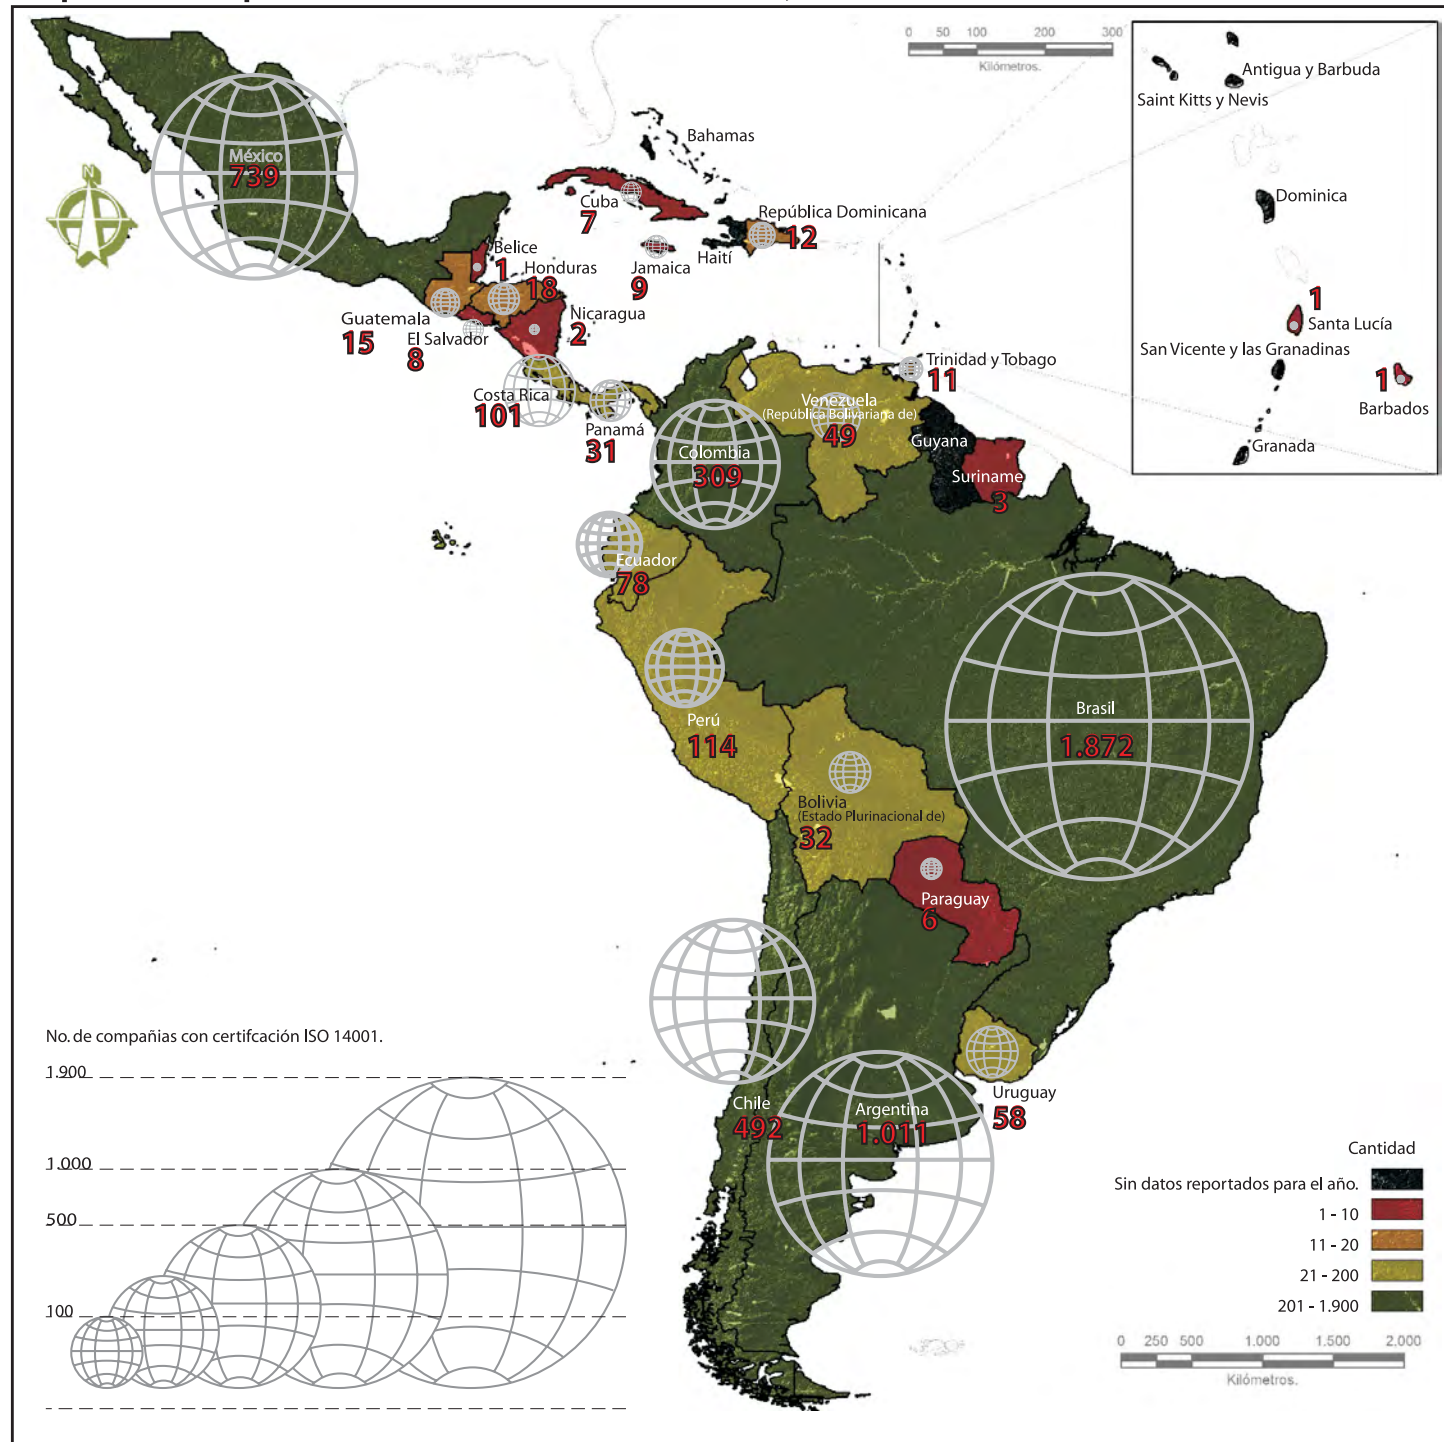 0 50 100 200 300
Kilómetros.
Antigua y Barbuda
Saint Kitts y Nevis
Dominica
1
Santa Lucía
San Vicente y las Granadinas
1
Barbados
Granada
N
México
739
Bahamas
Cuba
7
República Dominicana
12
Haití
Jamaica
9
Belice
1
Honduras
18
Guatemala
15
El Salvador
8
Nicaragua
2
Costa Rica
101
Panamá
31
Trinidad y Tobago
11
Venezuela
(República Bolivariana de)
49
Guyana
Suriname
3
Colombia
309
Ecuador
78
Perú
114
Brasil
1.872
Bolivia
(Estado Plurinacional de)
32
Paraguay
6
Chile
492
Argentina
1.011
Uruguay
58
No. de compañias con certifcación ISO 14001.
1.900
1.000
500
100
Cantidad
Sin datos reportados para el año.
1 - 10
11 - 20
21 - 200
201 - 1.900
0 250 500 1.000 1.500 2,000
Kilómetros.